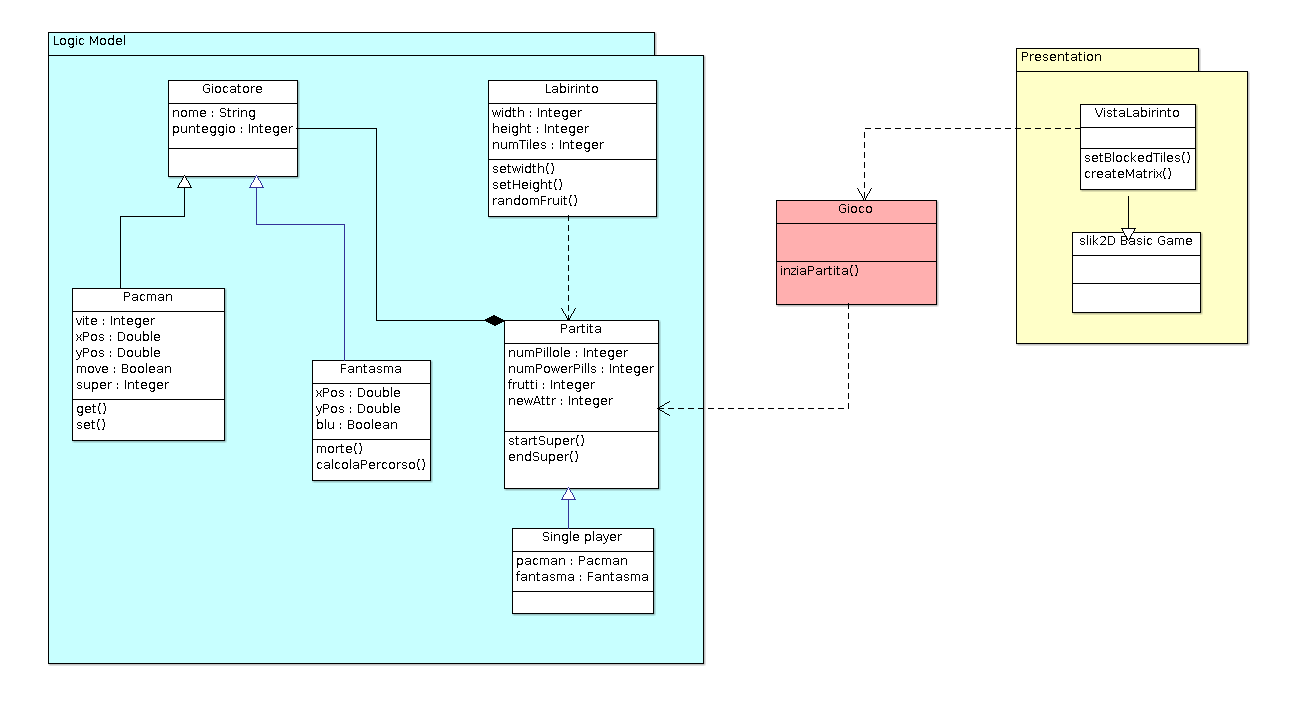 Logic Model
Giocatore
nome : String
punteggio : Integer
Labirinto
width : Integer
height : Integer
numTiles : Integer
setwidth()
setHeight()
randomFruit()
Pacman
vite : Integer
xPos : Double
yPos : Double
move : Boolean
super : Integer
get()
set()
Fantasma
xPos : Double
yPos : Double
blu : Boolean
morte()
calcolaPercorso()
Partita
numPillole : Integer
numPowerPills : Integer
frutti : Integer
newAttr : Integer
startSuper()
endSuper()
Single player
pacman : Pacman
fantasma : Fantasma
Gioco
inziaPartita()
Presentation
VistaLabirinto
setBlockedTiles()
createMatrix()
slik2D Basic Game